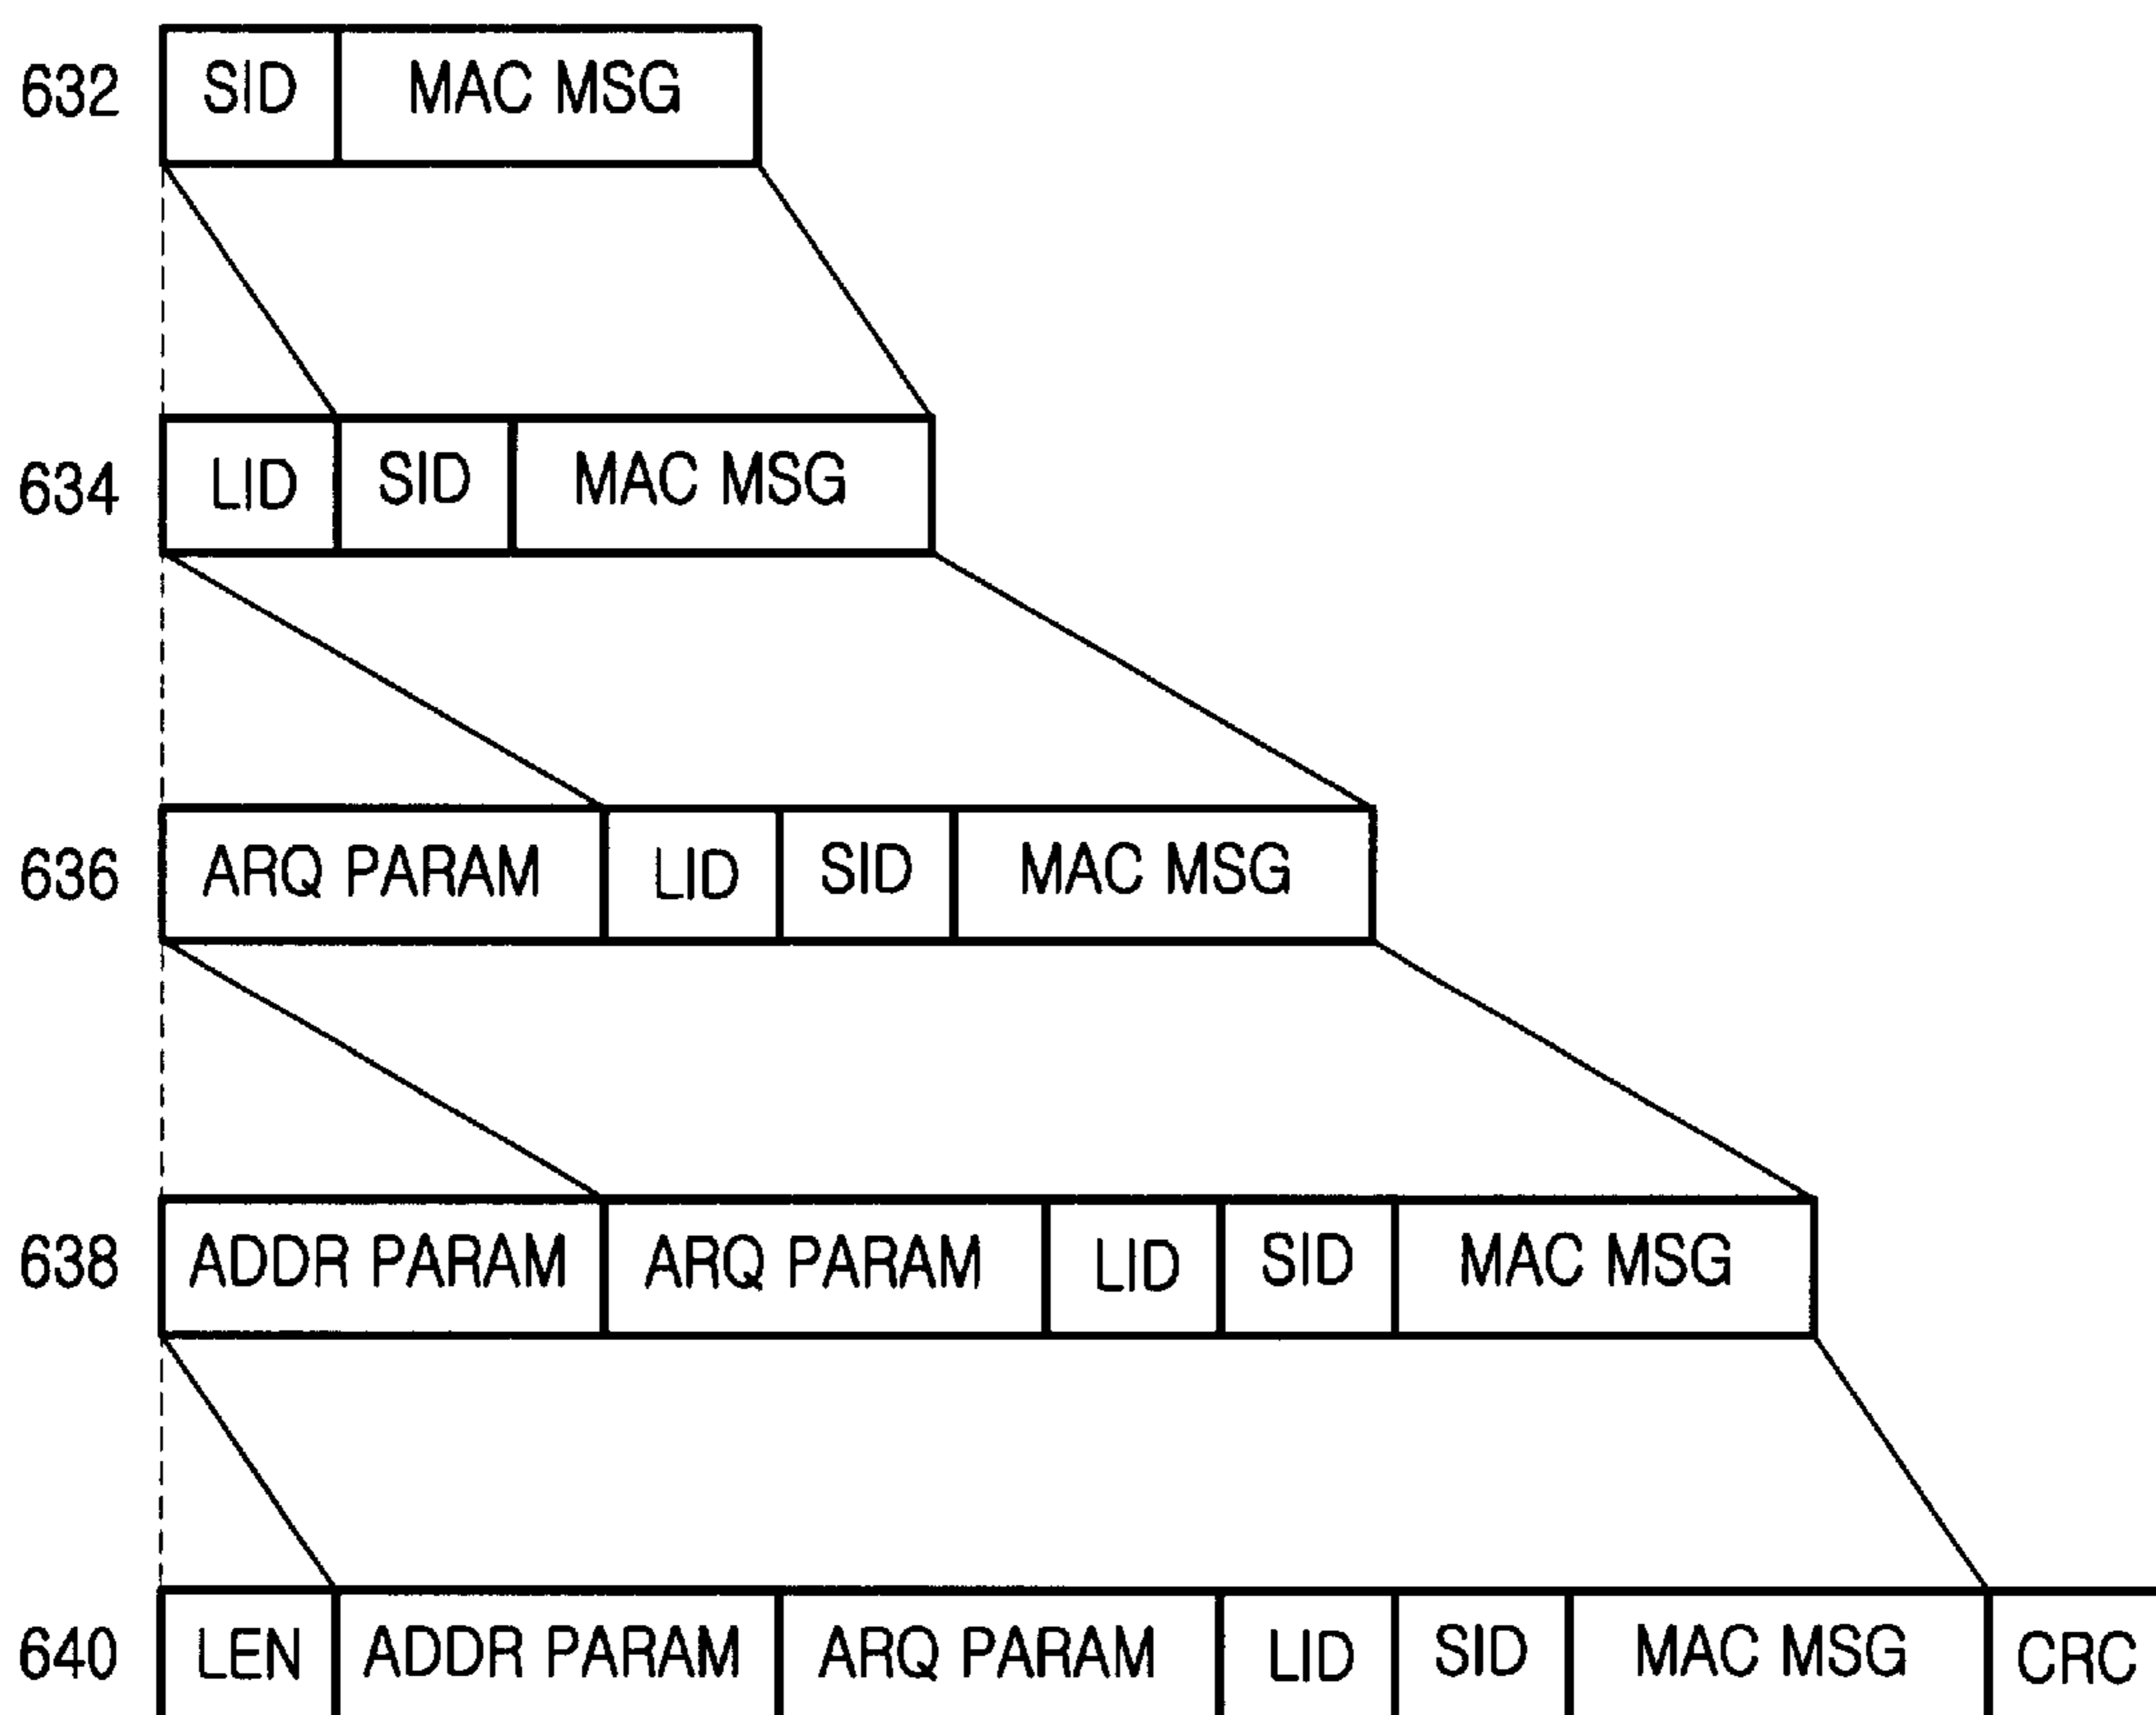 632 SID MAC MSG
634 LID SID MAC MSG
636 ARQ PARAM LID SID MAC MSG
638 ADDR PARAM ARQ PARAM LID SID MAC MSG
640 LEN ADDR PARAM ARQ PARAM LID SID MAC MSG CRC